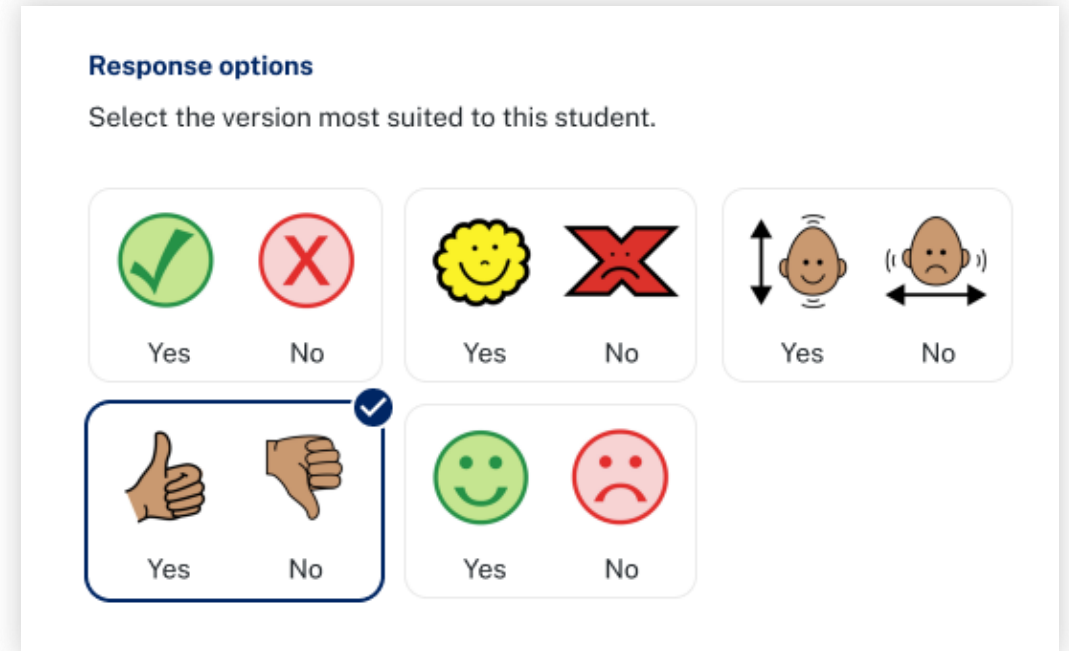 Response options
Select the version most suited to this student.
Yes No Yes No Yes No
Yes No Yes No